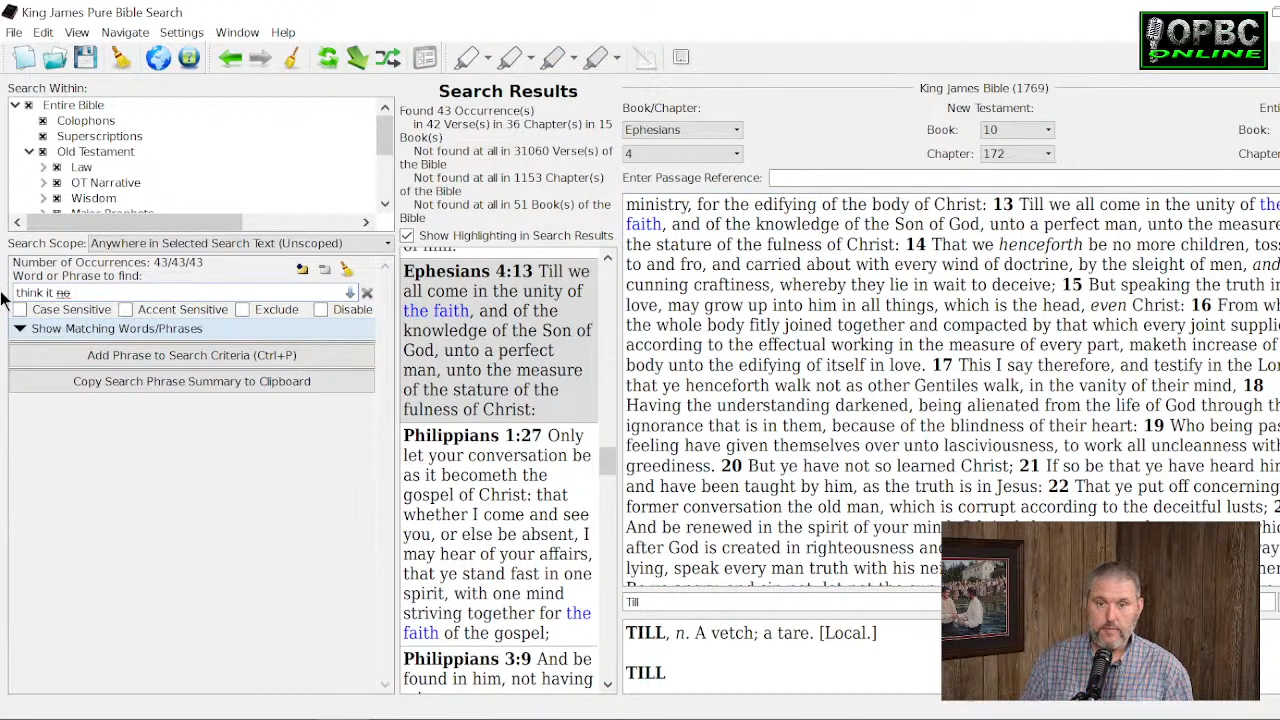 King James Pure Bible Search
File Edit View Navigate Settings Window Help
OPBC
ONLINE
Search Within:
Entire Bible
Colophons
Superscriptions
Old Testament
Law
OT Narrative
Wisdom
Major Prophets
Search Scope: Anywhere in Selected Search Text (Unscoped)
Number of Occurrences: 43/43/43
Word or Phrase to find:
think it no
Case Sensitive Accent Sensitive Exclude Disable
Show Matching Words/Phrases
Add Phrase to Search Criteria (Ctrl+P)
Copy Search Phrase Summary to Clipboard
Search Results
Found 43 Occurrence(s)
in 42 Verse(s) in 36 Chapter(s) in 15
Book(s)
Not found at all in 31060 Verse(s) of
the Bible
Not found at all in 1153 Chapter(s)
of the Bible
Not found at all in 51 Book(s) of the
Bible
Show Highlighting in Search Results
of him.
Ephesians 4:13 Till we
all come in the unity of
the faith, and of the
knowledge of the Son of
God, unto a perfect
man, unto the measure
of the stature of the
fulness of Christ:
Philippians 1:27 Only
let your conversation be
as it becometh the
gospel of Christ: that
whether I come and see
you, or else be absent, I
may hear of your affairs,
that ye stand fast in one
spirit, with one mind
striving together for the
faith of the gospel;
Philippians 3:9 And be
found in him, not having
King James Bible (1769)
Book/Chapter: New Testament: Enti
Ephesians Book: 10 Book:
4 Chapter: 172 Chapte
Enter Passage Reference:
ministry, for the edifying of the body of Christ: 13 Till we all come in the unity of the
faith, and of the knowledge of the Son of God, unto a perfect man, unto the measure
the stature of the fulness of Christ: 14 That we henceforth be no more children, tos
to and fro, and carried about with every wind of doctrine, by the sleight of men, and
cunning craftiness, whereby they lie in wait to deceive; 15 But speaking the truth in
love, may grow up into him in all things, which is the head, even Christ: 16 From wh
the whole body fitly joined together and compacted by that which every joint suppli
according to the effectual working in the measure of every part, maketh increase of
body unto the edifying of itself in love. 17 This I say therefore, and testify in the Lor
that ye henceforth walk not as other Gentiles walk, in the vanity of their mind, 18
Having the understanding darkened, being alienated from the life of God through th
ignorance that is in them, because of the blindness of their heart: 19 Who being pas
feeling have given themselves over unto lasciviousness, to work all uncleanness with
greediness. 20 But ye have not so learned Christ; 21 If so be that ye have heard hi
and have been taught by him, as the truth is in Jesus: 22 That ye put off concerning
former conversation the old man, which is corrupt according to the deceitful lusts; 2
And be renewed in the spirit of your mind
after God is created in righteousness an
lying, speak every man truth with his ne
Till
TILL, n. A vetch; a tare. [Local.]
TILL